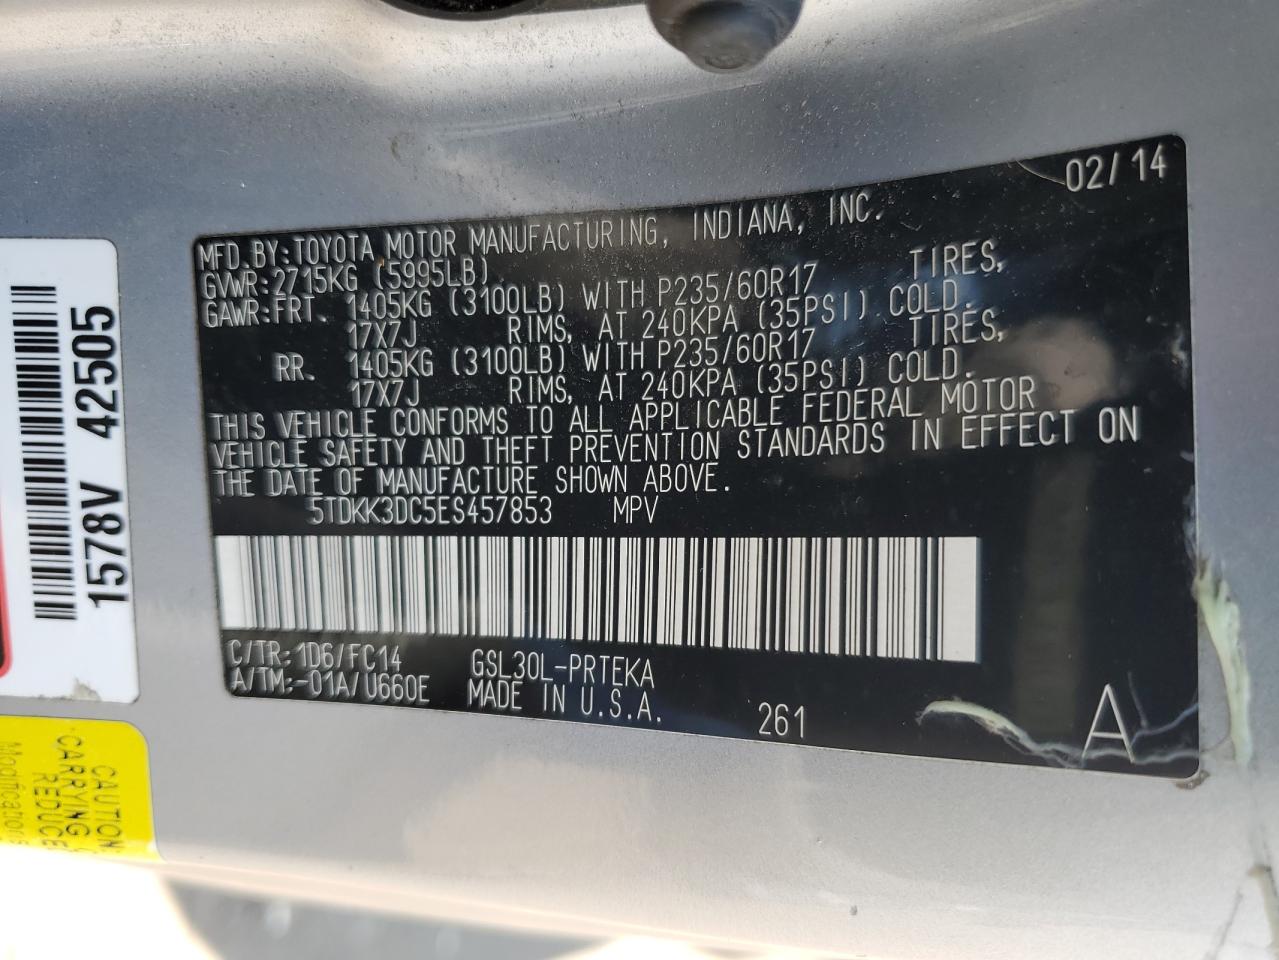 02/14
MFD.BY:TOYOTA MOTOR MANUFACTURING, INDIANA, INC.
GVWR:2715KG (5995LB)
GAWR:FRT. 1405KG (3100LB) WITH P235/60R17 TIRES,
17X7J RIMS, AT 240KPA (35PSI) COLD.
RR. 1405KG (3100LB) WITH P235/60R17 TIRES,
17X7J RIMS, AT 240KPA (35PSI) COLD.
THIS VEHICLE CONFORMS TO ALL APPLICABLE FEDERAL MOTOR
VEHICLE SAFETY AND THEFT PREVENTION STANDARDS IN EFFECT ON
THE DATE OF MANUFACTURE SHOWN ABOVE.
5TDKK3DC5ES457853 MPV
C/TR:1D6/FC14 GSL30L-PRTEKA
A/TM:-01A/U660E MADE IN U.S.A.
261
A
1578V 42505
CAUTION
CARRYING
REDUCE
Modifications